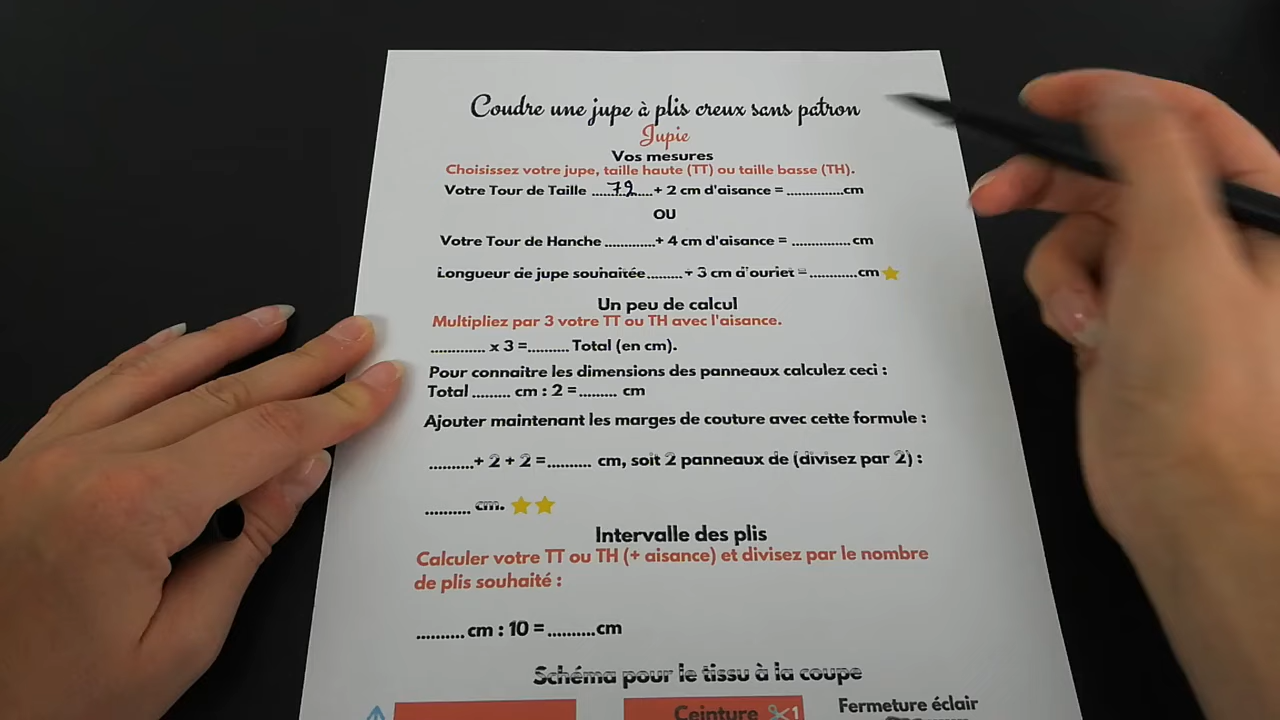 Coudre une jupe à plis creux sans patron
Jupie
Vos mesures
Choisissez votre jupe, taille haute (TT) ou taille basse (TH).
Votre Tour de Taille ......72......+ 2 cm d'aisance = ..............cm
OU
Votre Tour de Hanche ............+ 4 cm d'aisance = .............. cm
Longueur de jupe souhaitée.........+ 3 cm d'ourlet = ............cm
Un peu de calcul
Multipliez par 3 votre TT ou TH avec l'aisance.
............. x 3 =.......... Total (en cm).
Pour connaitre les dimensions des panneaux calculez ceci :
Total ......... cm : 2 =......... cm
Ajouter maintenant les marges de couture avec cette formule :
..........+ 2 + 2 =.......... cm, soit 2 panneaux de (divisez par 2) :
.......... cm.
Intervalle des plis
Calculer votre TT ou TH (+ aisance) et divisez par le nombre
de plis souhaité :
.......... cm : 10 = ..........cm
Schéma pour le tissu à la coupe
Ceinture 1
Fermeture éclair